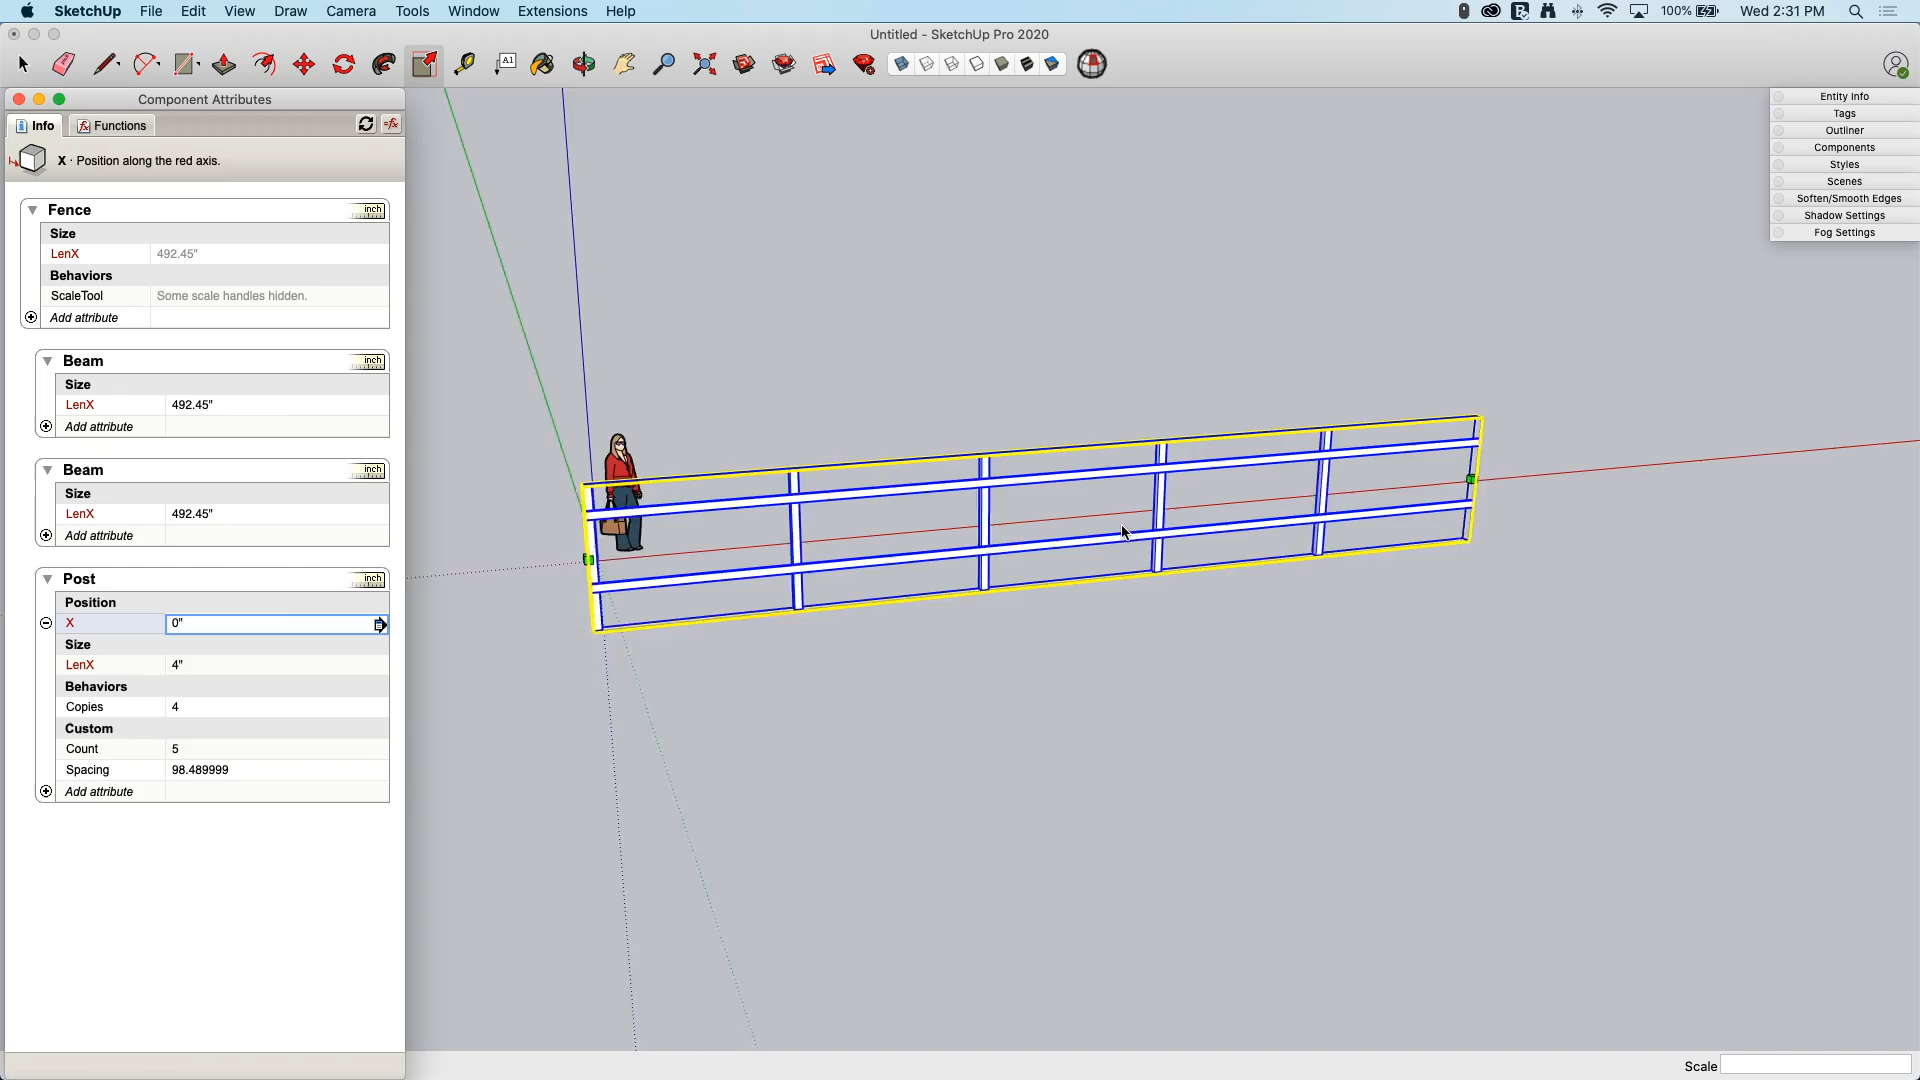 SketchUp File Edit View Draw Camera Tools Window Extensions Help 100% Wed 2:31 PM
Untitled - SketchUp Pro 2020
A1
Component Attributes
Info Functions
X · Position along the red axis.
Fence inch
Size
LenX 492.45"
Behaviors
ScaleTool Some scale handles hidden.
Add attribute
Beam inch
Size
LenX 492.45"
Add attribute
Beam inch
Size
LenX 492.45"
Add attribute
Post inch
Position
X 0"
Size
LenX 4"
Behaviors
Copies 4
Custom
Count 5
Spacing 98.489999
Add attribute
Entity Info
Tags
Outliner
Components
Styles
Scenes
Soften/Smooth Edges
Shadow Settings
Fog Settings
Scale